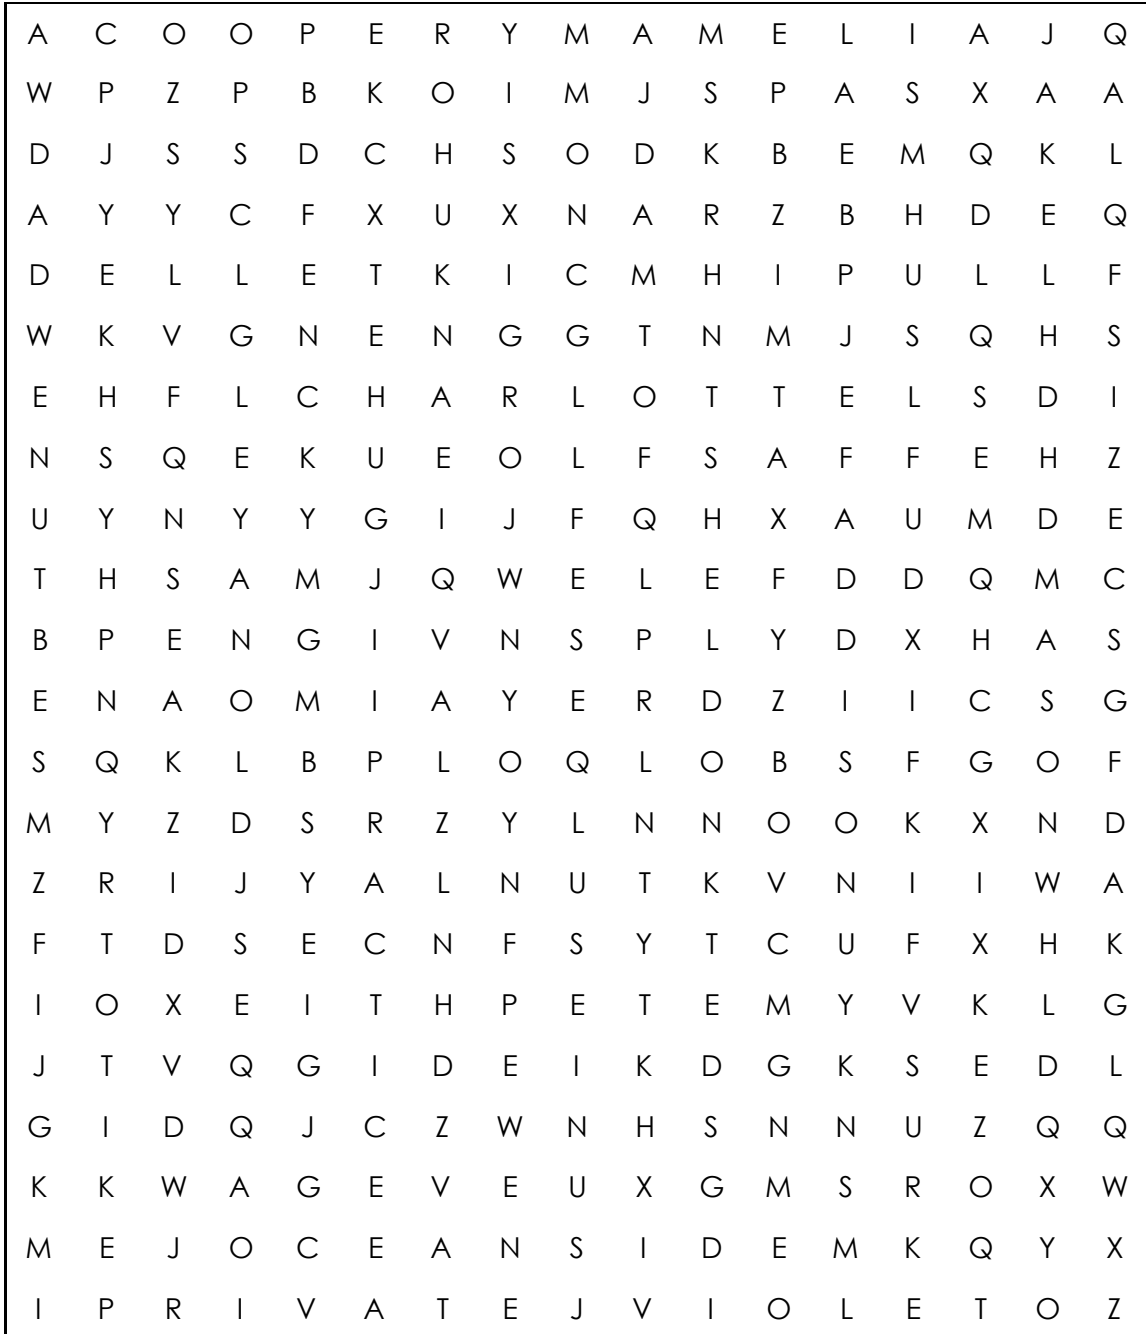 A C O O P E R Y M A M E L I A J Q
W P Z P B K O I M J S P A S X A A
D J S S D C H S O D K B E M Q K L
A Y Y C F X U X N A R Z B H D E Q
D E L L E T K I C M H I P U L L F
W K V G N E N G G T N M J S Q H S
E H F L C H A R L O T T E L S D I
N S Q E K U E O L F S A F F E H Z
U Y N Y Y G I J F Q H X A U M D E
T H S A M J Q W E L E F D D Q M C
B P E N G I V N S P L Y D X H A S
E N A O M I A Y E R D Z I I C S G
S Q K L B P L O Q L O B S F G O F
M Y Z D S R Z Y L N N O O K X N D
Z R I J Y A L N U T K V N I I W A
F T D S E C N F S Y T C U F X H K
I O X E I T H P E T E M Y V K L G
J T V Q G I D E I K D G K S E D L
G I D Q J C Z W N H S N N U Z Q Q
K K W A G E V E U X G M S R O X W
M E J O C E A N S I D E M K Q Y X
I P R I V A T E J V I O L E T O Z